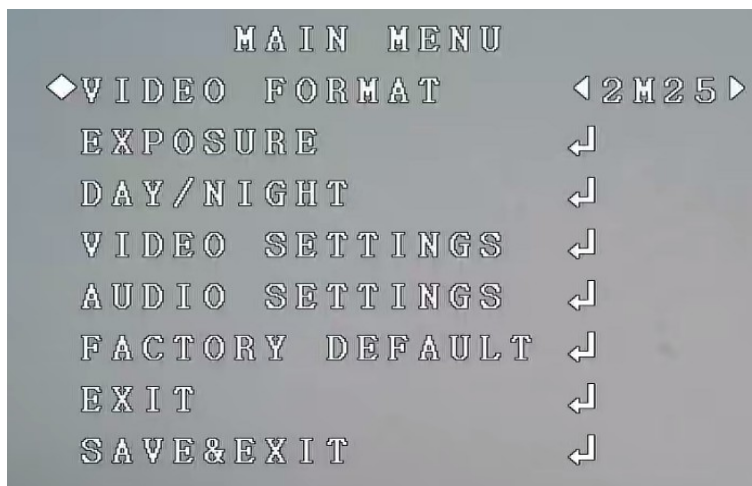 MAIN MENU
VIDEO FORMAT 2M25
EXPOSURE
DAY/NIGHT
VIDEO SETTINGS
AUDIO SETTINGS
FACTORY DEFAULT
EXIT
SAVE&EXIT